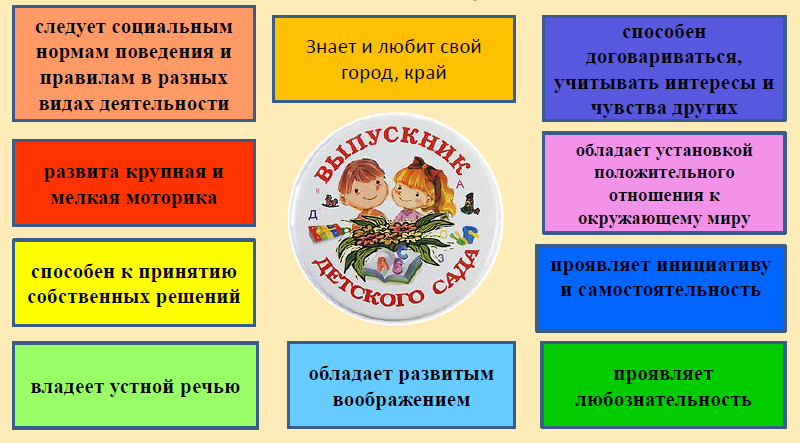 следует социальным
нормам поведения и
правилам в разных
видах деятельности
Знает и любит свой
город, край
способен
договариваться,
учитывать интересы и
чувства других
развита крупная и
мелкая моторика
обладает установкой
положительного
отношения к
окружающему миру
способен к принятию
собственных решений
проявляет инициативу
и самостоятельность
владеет устной речью
обладает развитым
воображением
проявляет
любознательность
ВЫПУСКНИК
К
А
Д
З
А В С
ДЕТСКОГО САДА